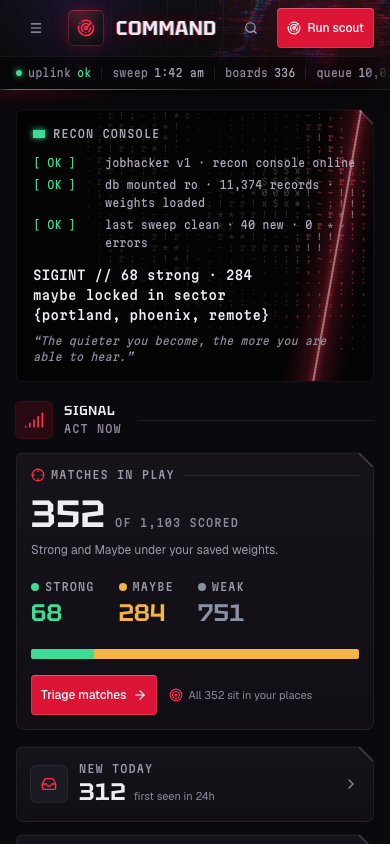 COMMAND
Run scout
uplink ok sweep 1:42 am boards 336 queue 10,0
RECON CONSOLE
[ OK ] jobhacker v1 · recon console online
[ OK ] db mounted ro · 11,374 records ·
weights loaded
[ OK ] last sweep clean · 40 new · 0
errors
SIGINT // 68 strong · 284
maybe locked in sector
{portland, phoenix, remote}
“The quieter you become, the more you are
able to hear.”
SIGNAL
ACT NOW
MATCHES IN PLAY
352 OF 1,103 SCORED
Strong and Maybe under your saved weights.
STRONG MAYBE WEAK
68 284 751
Triage matches → All 352 sit in your places
NEW TODAY
312 first seen in 24h